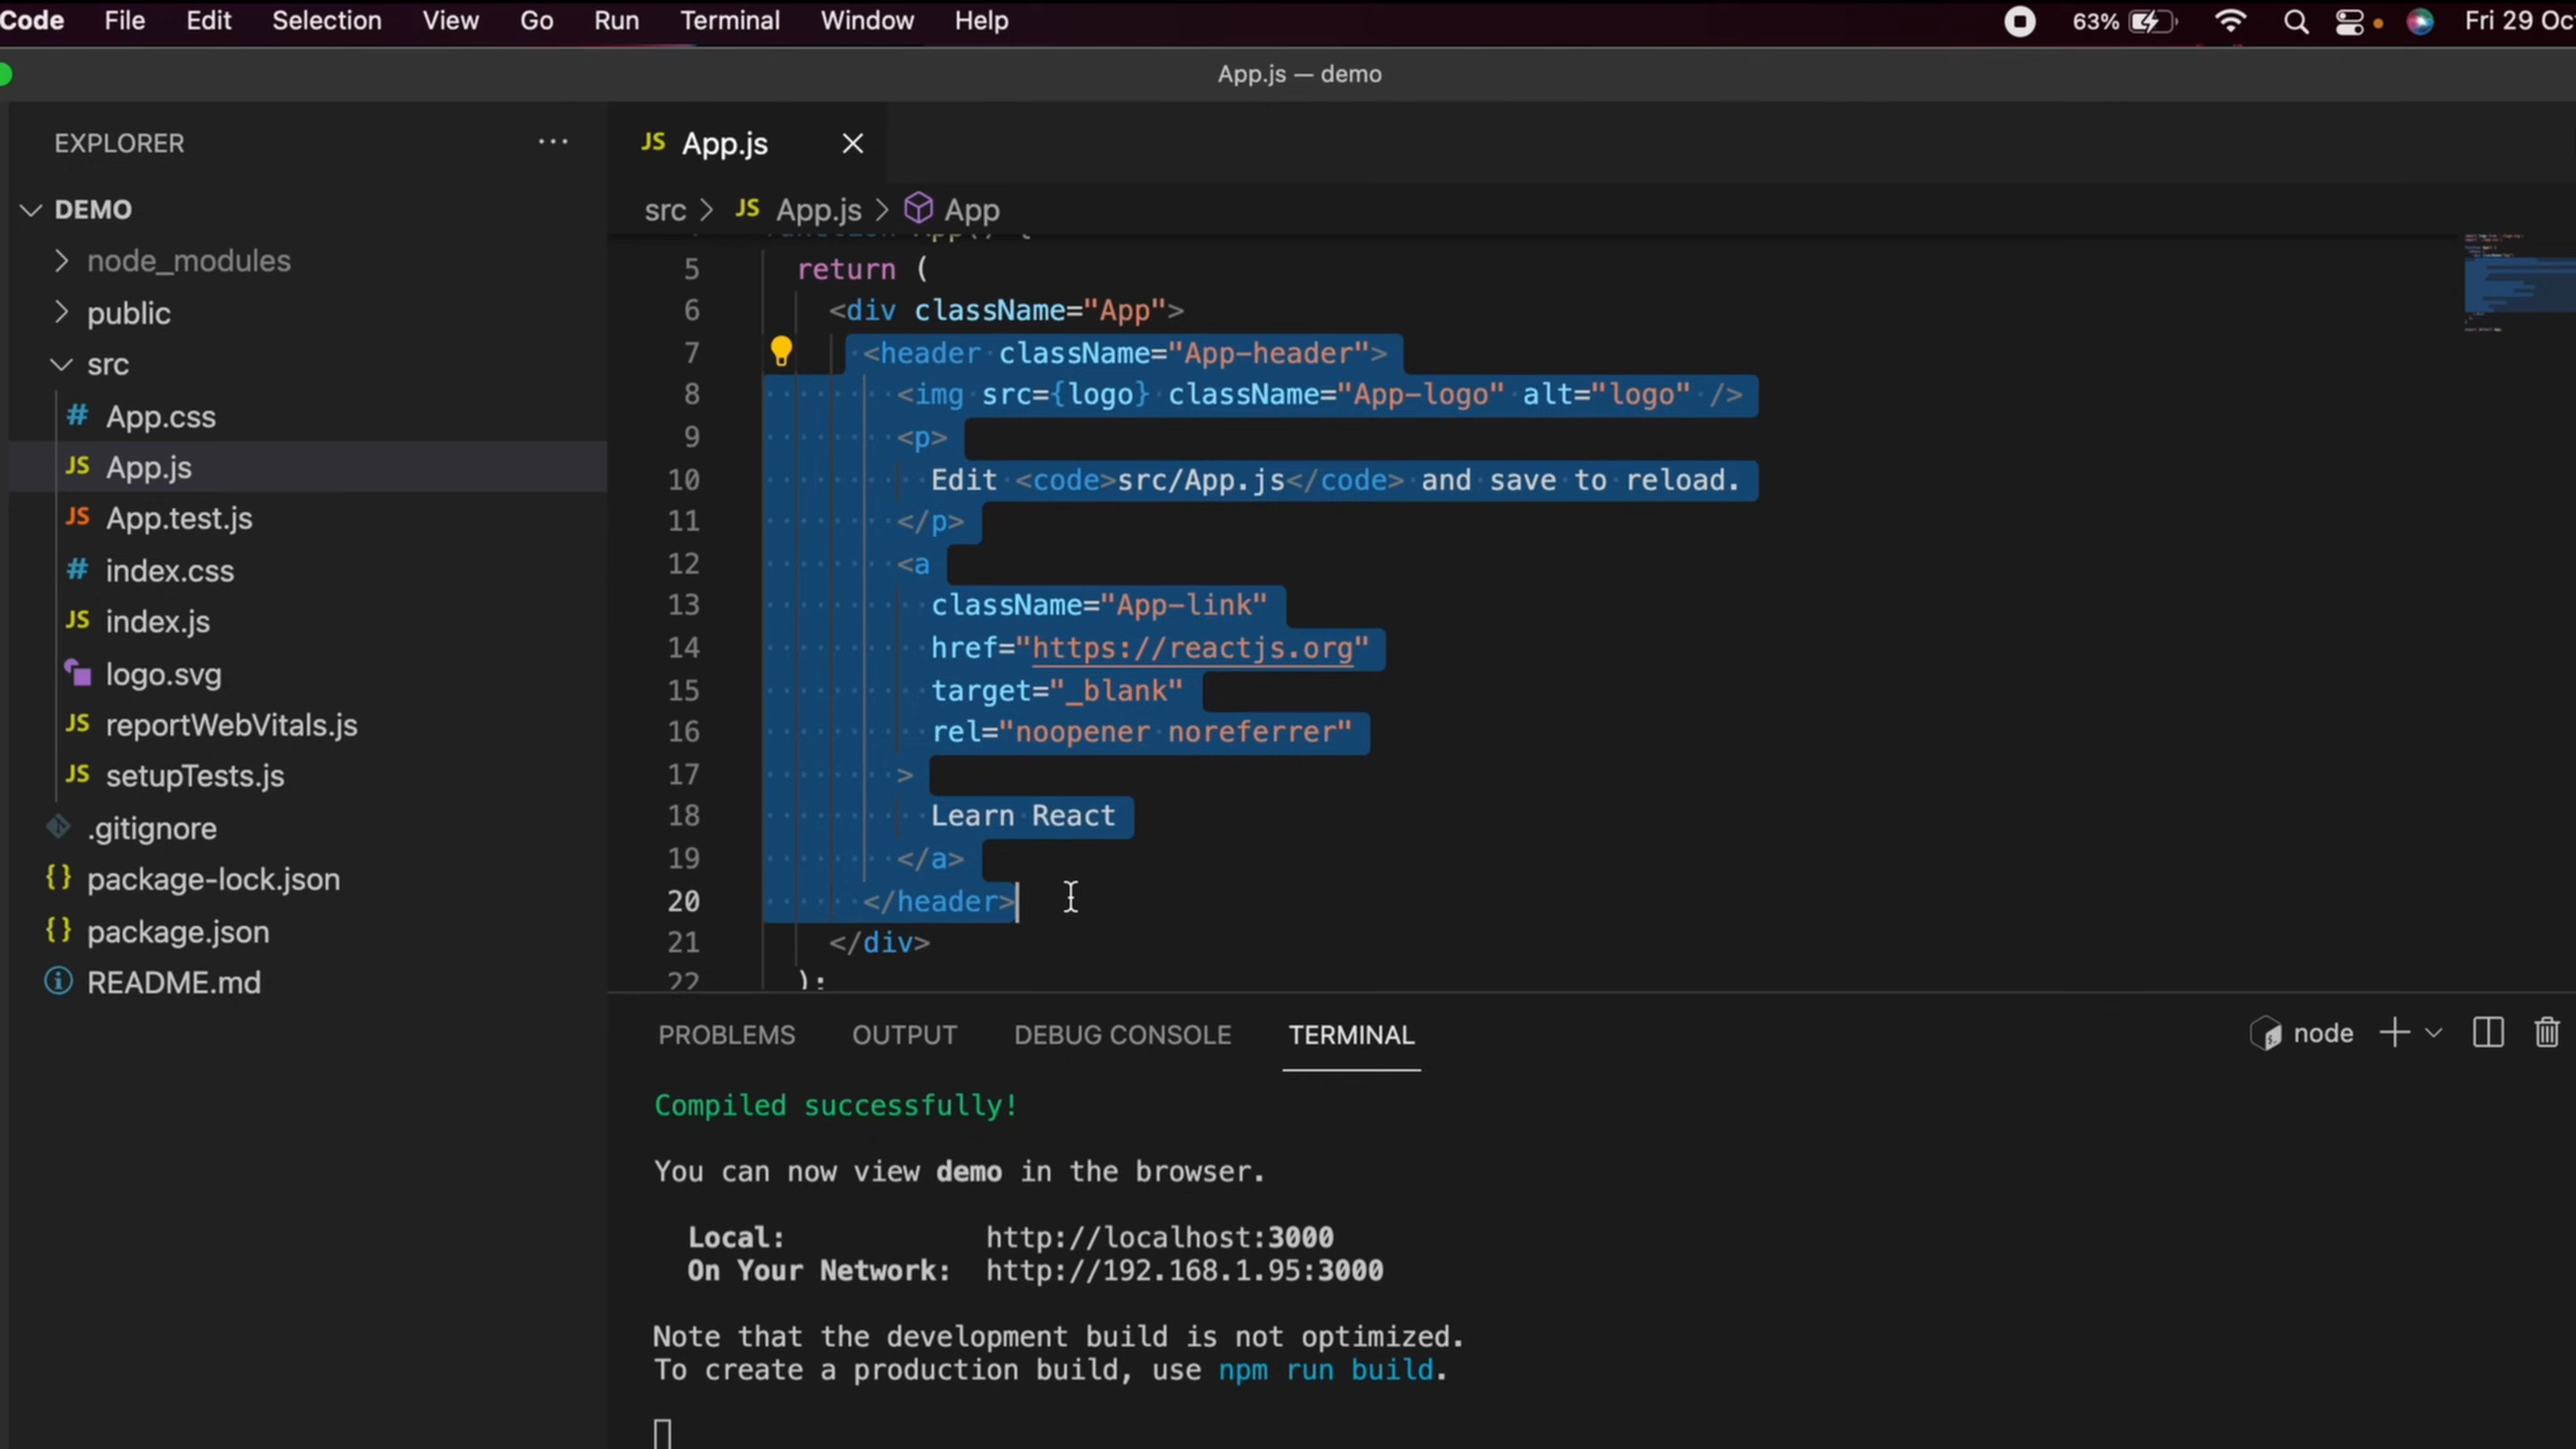 Code File Edit Selection View Go Run Terminal Window Help 63% Fri 29 Oc
App.js — demo
EXPLORER ···
DEMO
node_modules
public
src
# App.css
JS App.js
JS App.test.js
# index.css
JS index.js
logo.svg
JS reportWebVitals.js
JS setupTests.js
.gitignore
{} package-lock.json
{} package.json
README.md
JS App.js
src > JS App.js > App
function App() {
5 return (
6 <div className="App">
7 <header className="App-header">
8 <img src={logo} className="App-logo" alt="logo" />
9 <p>
10 Edit <code>src/App.js</code> and save to reload.
11 </p>
12 <a
13 className="App-link"
14 href="https://reactjs.org"
15 target="_blank"
16 rel="noopener noreferrer"
17 >
18 Learn React
19 </a>
20 </header>
21 </div>
22 );
PROBLEMS OUTPUT DEBUG CONSOLE TERMINAL node
Compiled successfully!
You can now view demo in the browser.
Local: http://localhost:3000
On Your Network: http://192.168.1.95:3000
Note that the development build is not optimized.
To create a production build, use npm run build.